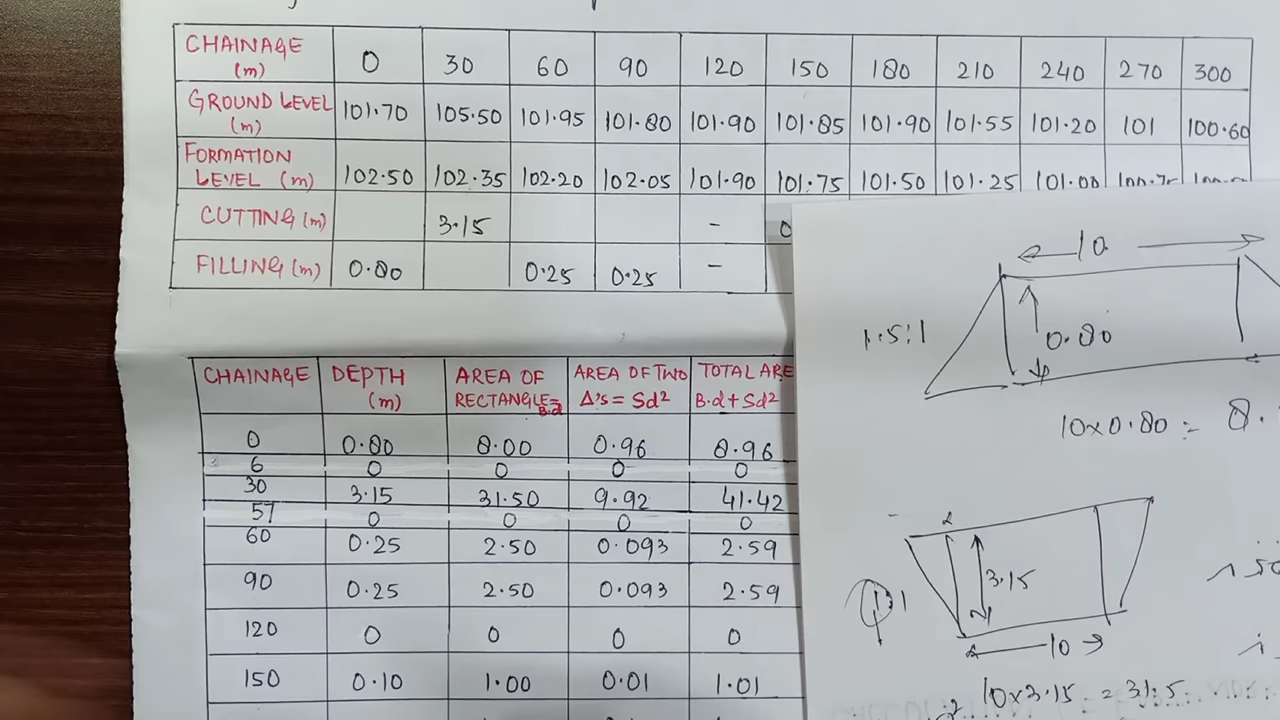 CHAINAGE (m) 0 30 60 90 120 150 180 210 240 270 300
GROUND LEVEL (m) 101.70 105.50 101.95 101.80 101.90 101.85 101.90 101.55 101.20 101 100.60
FORMATION LEVEL (m) 102.50 102.35 102.20 102.05 101.90 101.75 101.50 101.25 101.00
CUTTING (m) 3.15 -
FILLING (m) 0.80 0.25 0.25 -
CHAINAGE DEPTH (m) AREA OF RECTANGLE= B.d AREA OF TWO Δ's = Sd² TOTAL ARE B.d + Sd²
0 0.80 8.00 0.96 8.96
6 0 0 0 0
30 3.15 31.50 9.92 41.42
57 0 0 0 0
60 0.25 2.50 0.093 2.59
90 0.25 2.50 0.093 2.59
120 0 0 0 0
150 0.10 1.00 0.01 1.01
10
1.5:1
0.80
10x0.80 = 8.
3.15
10
10x3.15 = 31.5